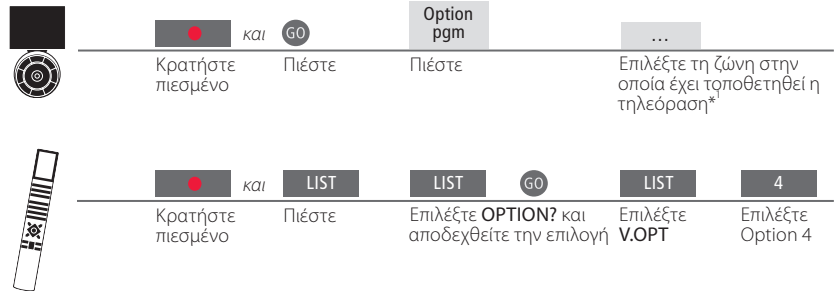 και GO Option pgm ...
Κρατήστε πιεσμένο
Πιέστε
Πιέστε
Επιλέξτε τη ζώνη στην
οποία έχει τοποθετηθεί η
τηλεόραση*¹
και LIST LIST GO LIST 4
Κρατήστε πιεσμένο
Πιέστε
Επιλέξτε OPTION? και
αποδεχθείτε την επιλογή
Επιλέξτε
V.OPT
Επιλέξτε
Option 4